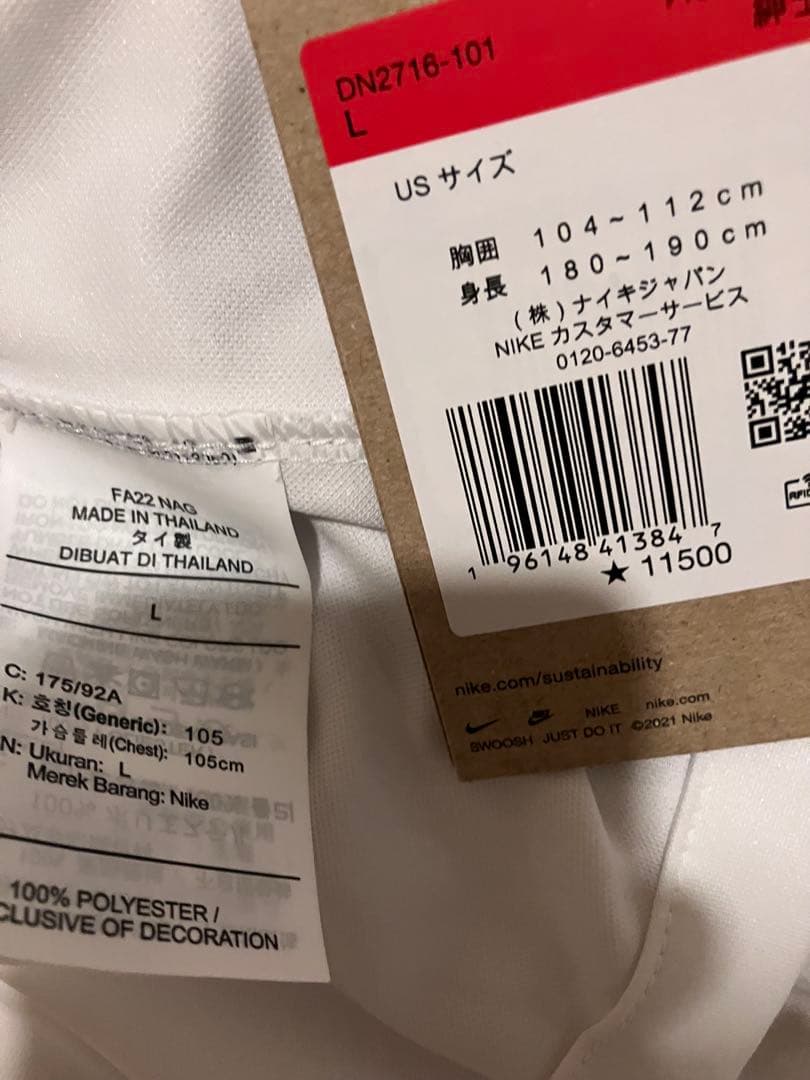 DN2716-101
L
US サイズ
胸囲 104~112cm
身長 180~190cm
(株)ナイキジャパン
NIKE カスタマーサービス
0120-6453-77
1 96148 41384 7
★11500
nike.com/sustainability
NIKE nike.com
SWOOSH JUST DO IT ©2021 Nike
FA22 NAG
MADE IN THAILAND
タイ製
DIBUAT DI THAILAND
L
C: 175/92A
K: 호칭(Generic): 105
가슴둘레(Chest): 105cm
N: Ukuran: L
Merek Barang: Nike
100% POLYESTER /
CLUSIVE OF DECORATION